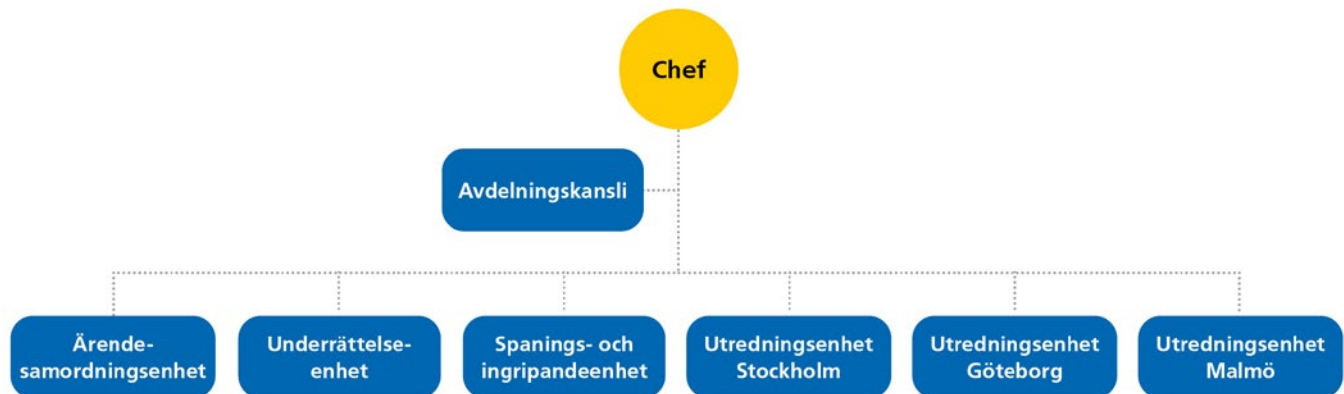 Chef
Avdelningskansli
Ärende-
samordningsenhet
Underrättelse-
enhet
Spanings- och
ingripandeenhet
Utredningsenhet
Stockholm
Utredningsenhet
Göteborg
Utredningsenhet
Malmö